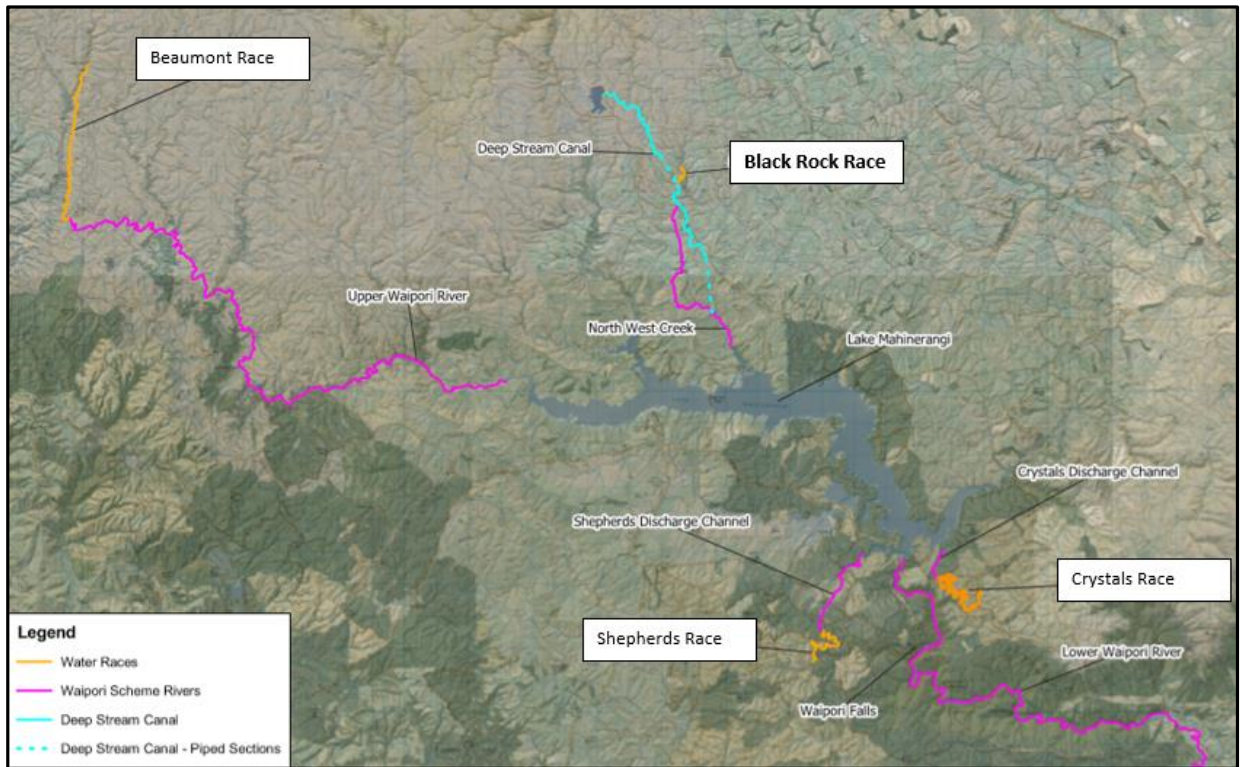 Beaumont Race
Deep Stream Canal
Black Rock Race
Upper Waipori River
North West Creek
Lake Mahinerangi
Crystals Discharge Channel
Shepherds Discharge Channel
Crystals Race
Shepherds Race
Lower Waipori River
Waipori Falls
Legend
Water Races
Waipori Scheme Rivers
Deep Stream Canal
Deep Stream Canal - Piped Sections